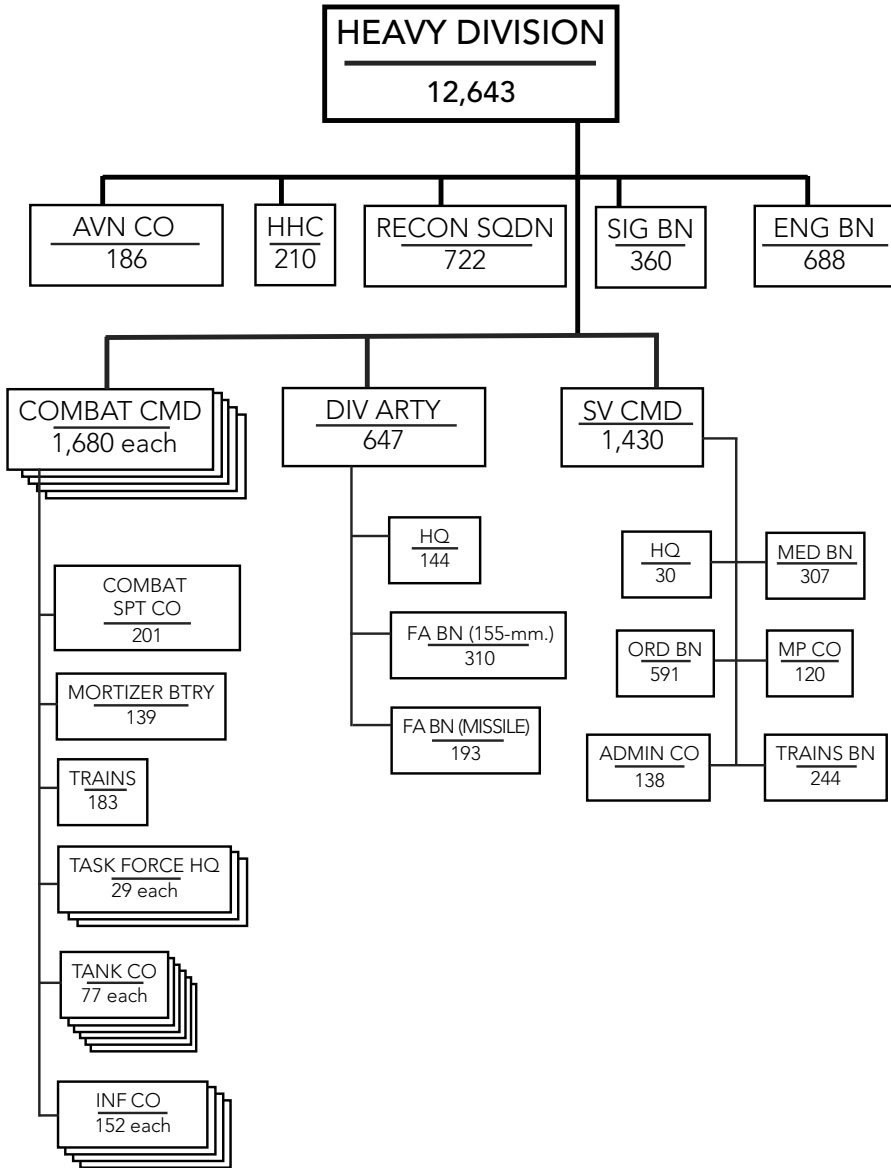 HEAVY DIVISION
12,643
AVN CO
186
HHC
210
RECON SQDN
722
SIG BN
360
ENG BN
688
COMBAT CMD
1,680 each
DIV ARTY
647
SV CMD
1,430
COMBAT
SPT CO
201
MORTIZER BTRY
139
TRAINS
183
TASK FORCE HQ
29 each
TANK CO
77 each
INF CO
152 each
HQ
144
FA BN (155-mm.)
310
FA BN (MISSILE)
193
HQ
30
MED BN
307
ORD BN
591
MP CO
120
ADMIN CO
138
TRAINS BN
244